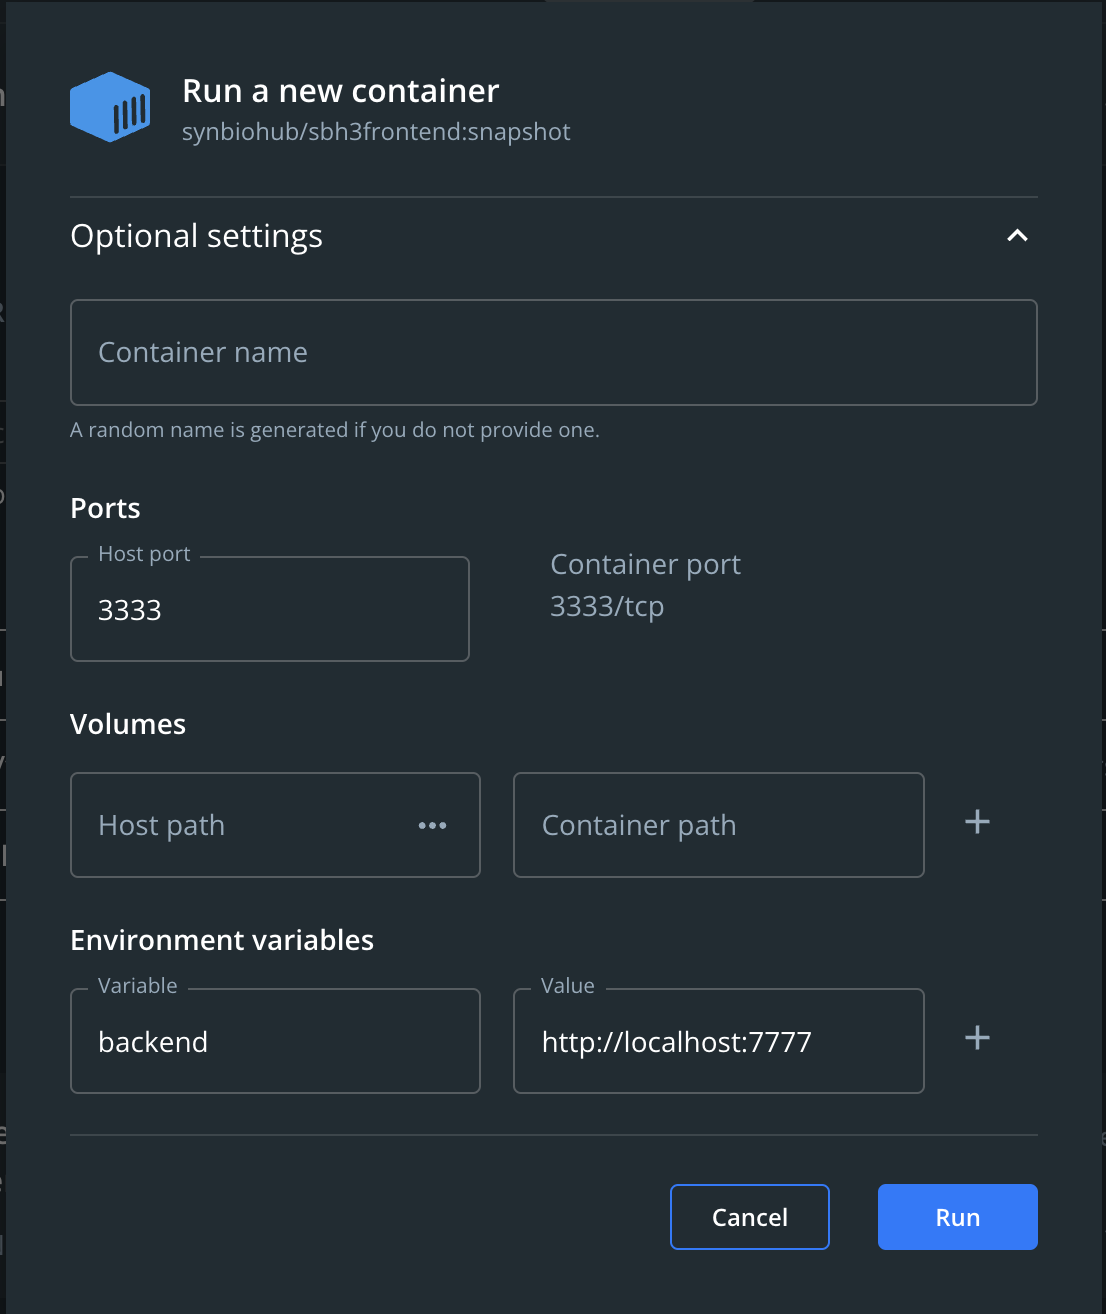 Run a new container
synbiohub/sbh3frontend:snapshot
Optional settings
Container name
A random name is generated if you do not provide one.
Ports
Host port
3333
Container port
3333/tcp
Volumes
Host path
Container path
Environment variables
Variable
backend
Value
http://localhost:7777
Cancel
Run